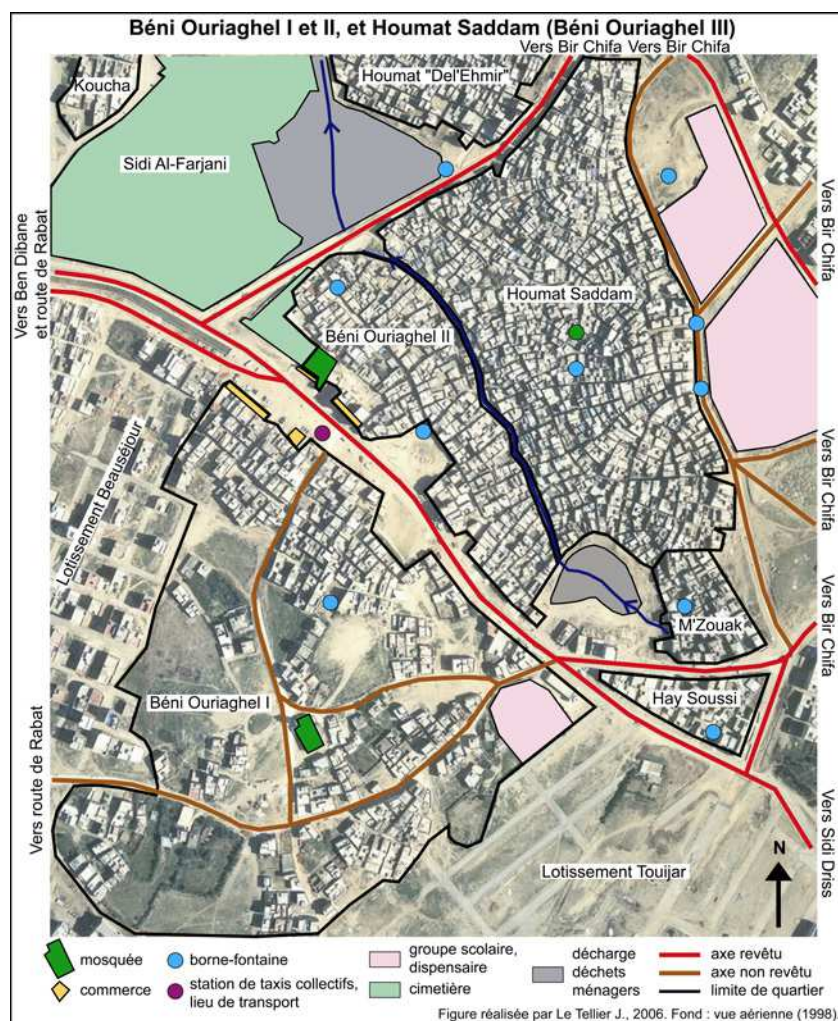 Béni Ouriaghel I et II, et Houmat Saddam (Béni Ouriaghel III)
Vers Bir Chifa
Vers Bir Chifa
Koucha
Houmat "Del'Ehmir"
Sidi Al-Farjani
Vers Bir Chifa
Vers Ben Dibane
et route de Rabat
Houmat Saddam
Béni Ouriaghel II
Lotissement Beauséjour
Vers Bir Chifa
M'Zouak
Vers Bir Chifa
Béni Ouriaghel I
Hay Soussi
Vers route de Rabat
Vers Sidi Driss
Lotissement Touijar
N
mosquée
commerce
borne-fontaine
station de taxis collectifs,
lieu de transport
groupe scolaire,
dispensaire
cimetière
décharge
déchets
ménagers
axe revêtu
axe non revêtu
limite de quartier
Figure réalisée par Le Tellier J., 2006. Fond : vue aérienne (1998)